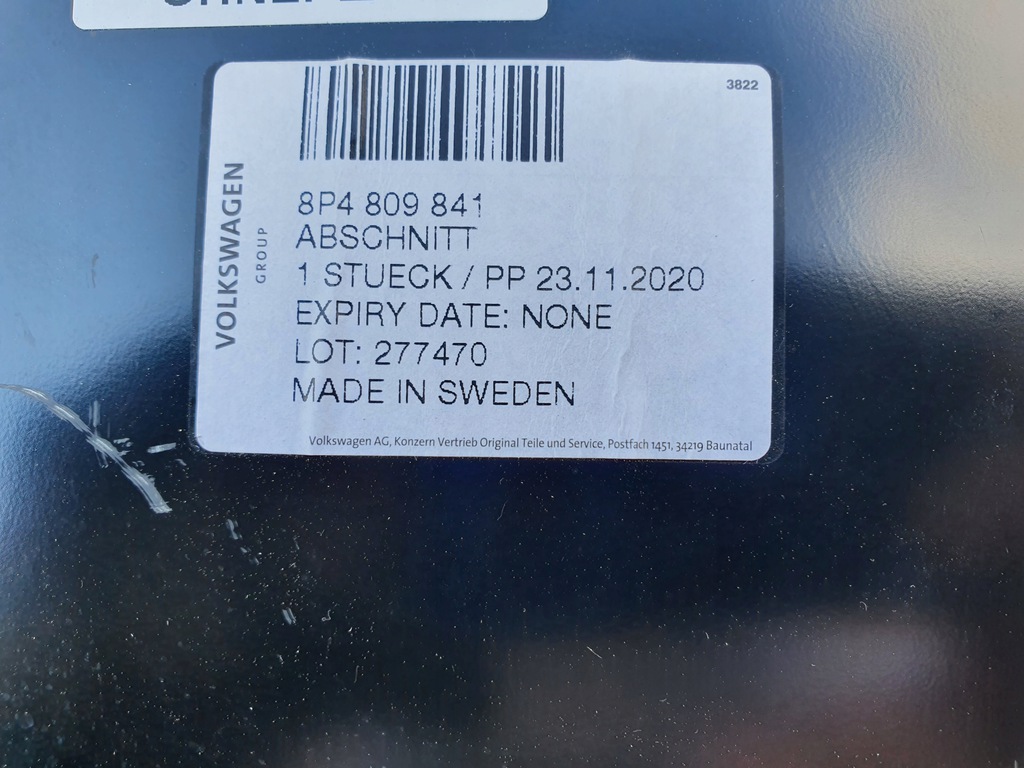 3822
VOLKSWAGEN
GROUP
8P4 809 841
ABSCHNITT
1 STUECK / PP 23.11.2020
EXPIRY DATE: NONE
LOT: 277470
MADE IN SWEDEN
Volkswagen AG, Konzern Vertrieb Original Teile und Service, Postfach 1451, 34219 Baunatal